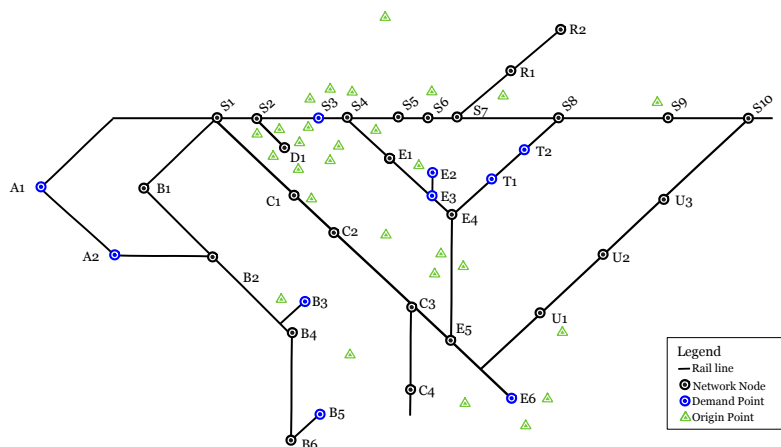 R2
R1
S1
S2
S3
S4
S5
S6
S7
S8
S9
S10
D1
E1
E2
T2
A1
B1
T1
E3
C1
U3
E4
C2
A2
U2
B2
B3
C3
U1
B4
E5
Legend
Rail line
C4
Network Node
E6
Demand Point
B5
Origin Point
B6